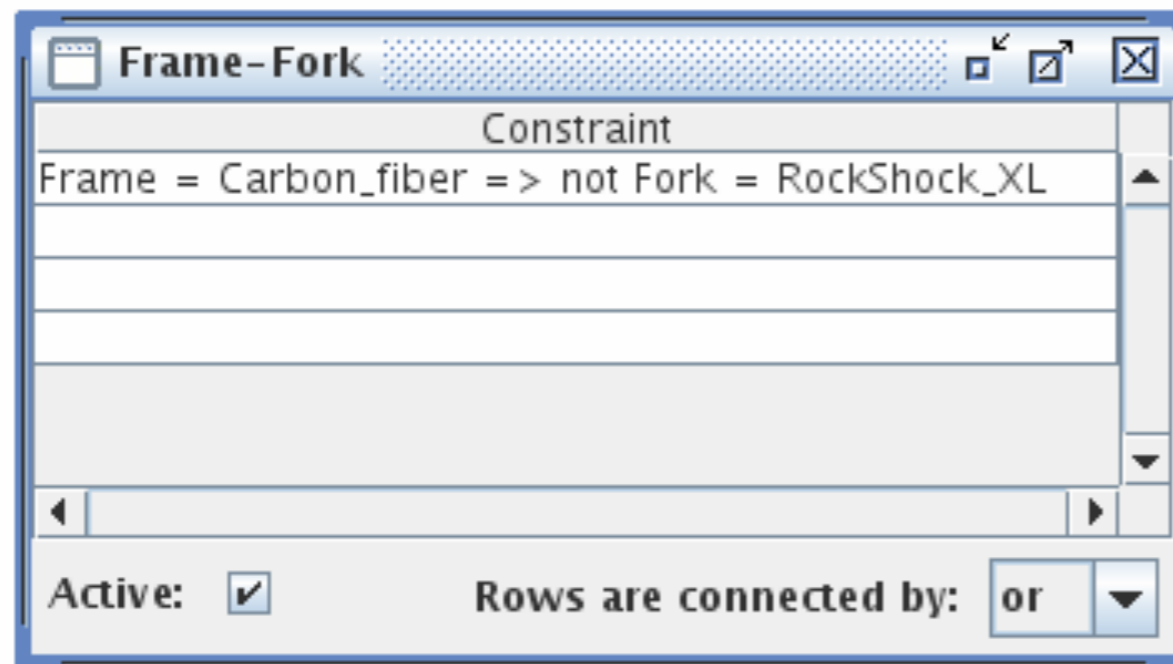 Frame-Fork
Constraint
Frame = Carbon_fiber => not Fork = RockShock_XL
Active: Rows are connected by: or